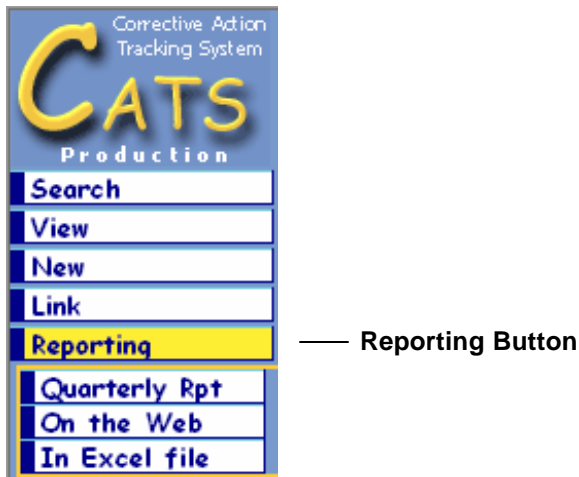 Corrective Action
Tracking System
CATS
Production
Search
View
New
Link
Reporting
Reporting Button
Quarterly Rpt
On the Web
In Excel file